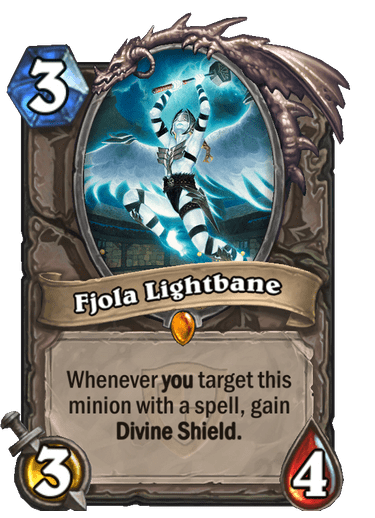 3
Fjola Lightbane
Whenever you target this
minion with a spell, gain
Divine Shield.
3
4